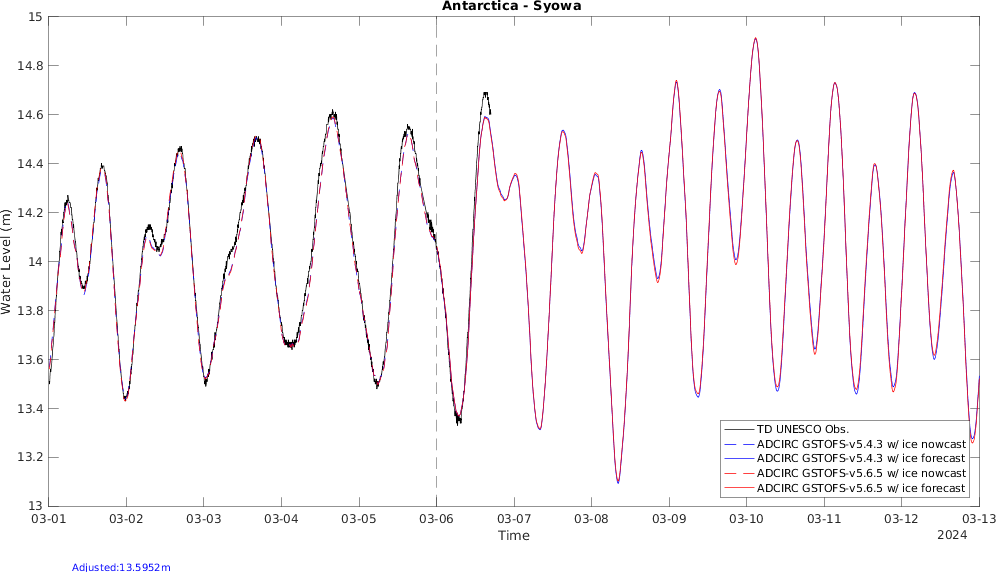 Antarctica - Syowa
15
14.8
14.6
14.4
14.2
14
13.8
13.6
13.4
13.2
13
Water Level (m)
TD UNESCO Obs.
ADCIRC GSTOFS-v5.4.3 w/ ice nowcast
ADCIRC GSTOFS-v5.4.3 w/ ice forecast
ADCIRC GSTOFS-v5.6.5 w/ ice nowcast
ADCIRC GSTOFS-v5.6.5 w/ ice forecast
03-01 03-02 03-03 03-04 03-05 03-06 03-07 03-08 03-09 03-10 03-11 03-12 03-13
Time
2024
Adjusted:13.5952m